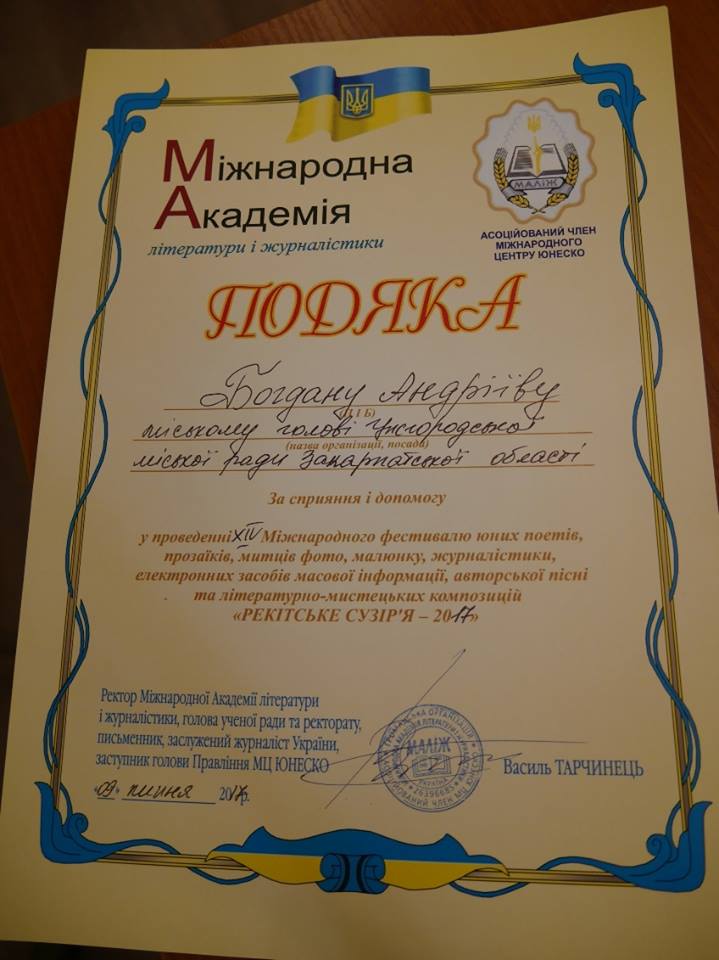 Міжнародна
Академія
літератури і журналістики
МАЛІЖ
АСОЦІЙОВАНИЙ ЧЛЕН
МІЖНАРОДНОГО
ЦЕНТРУ ЮНЕСКО
ПОДЯКА
Богдану Андріїву
(П І Б)
міському голові Ужгородської
(назва організації, посада)
міської ради Закарпатської області
За сприяння і допомогу
у проведенні XIV Міжнародного фестивалю юних поетів,
прозаїків, митців фото, малюнку, журналістики,
електронних засобів масової інформації, авторської пісні
та літературно-мистецьких композицій
«РЕКІТСЬКЕ СУЗІР'Я – 2017»
Ректор Міжнародної Академії літератури
і журналістики, голова ученої ради та ректорату,
письменник, заслужений журналіст України,
заступник голови Правління МЦ ЮНЕСКО
Василь ТАРЧИНЕЦЬ
«09» липня 2017р.
МАЛІЖ
УКРАЇНА
26396685